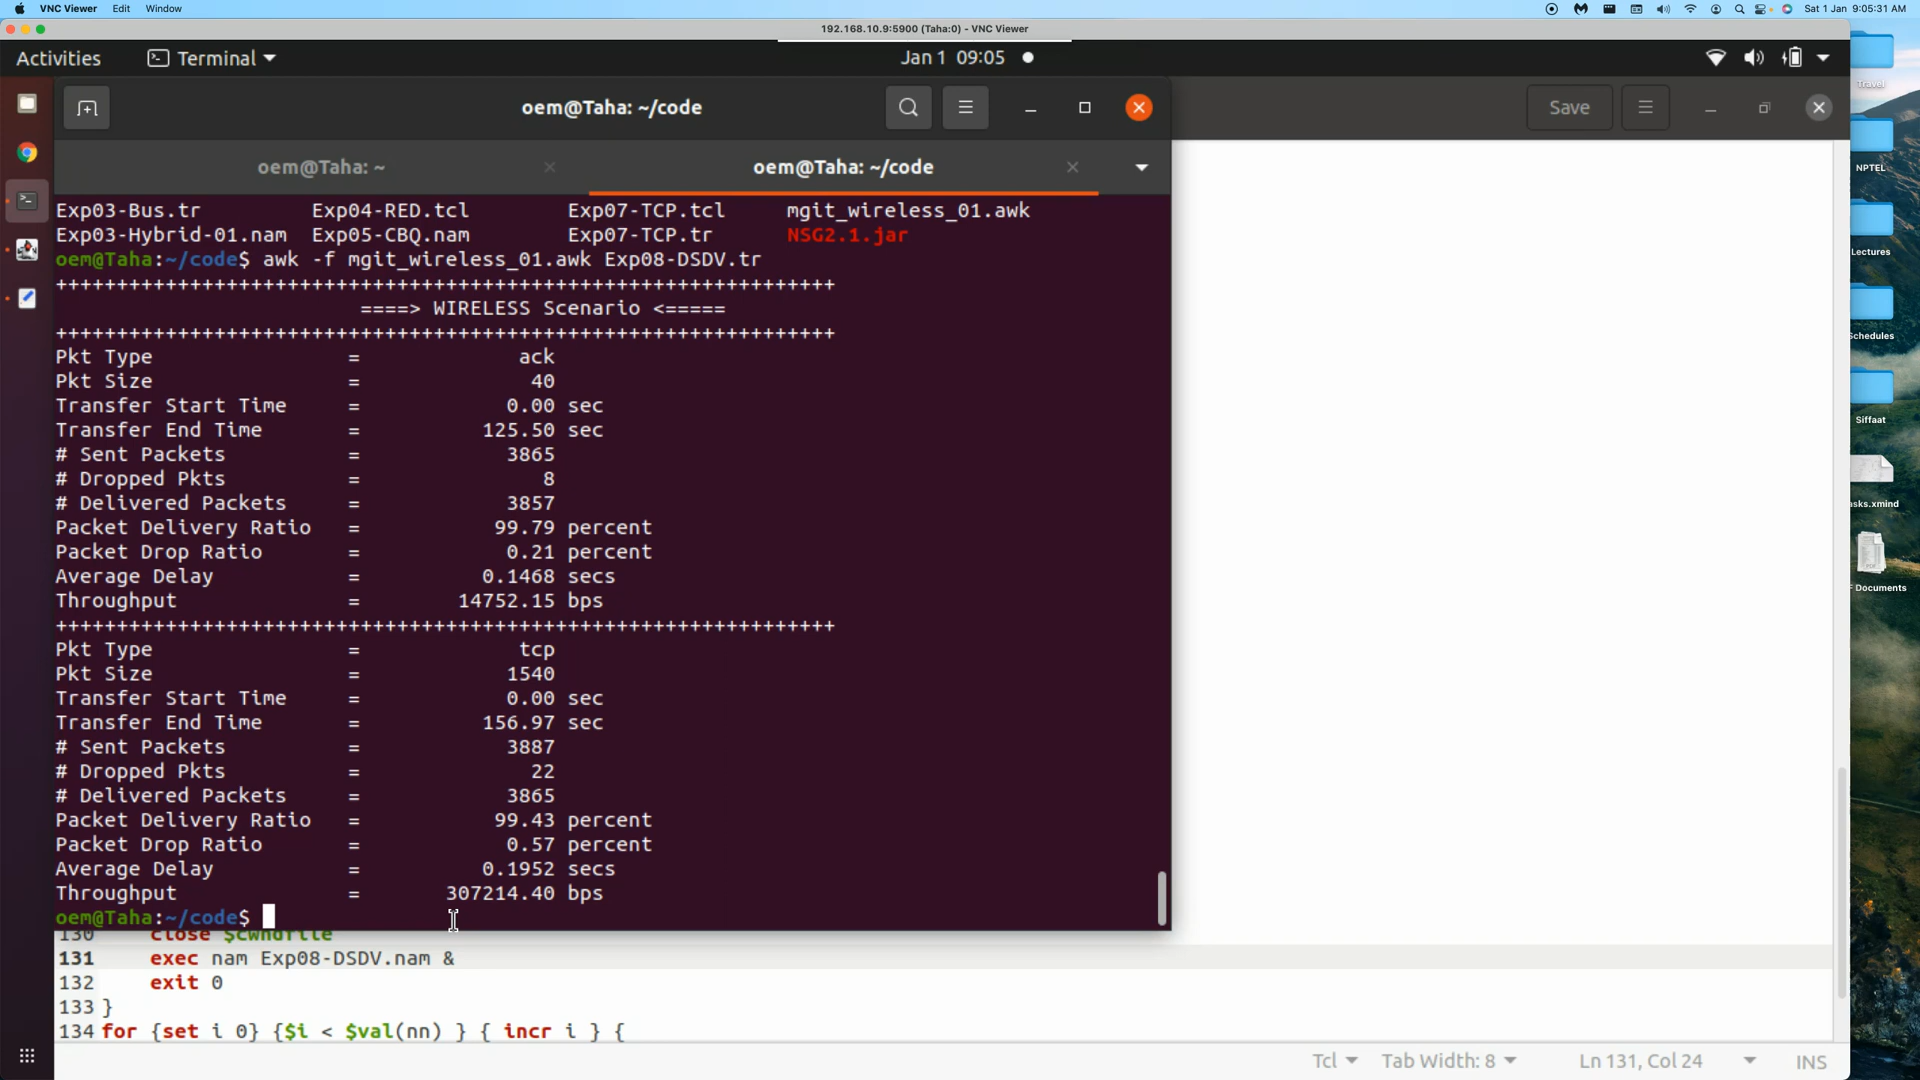 VNC Viewer Edit Window Sat 1 Jan 9:05:31 AM
192.168.10.9:5900 (Taha:0) - VNC Viewer
Activities Terminal Jan 1 09:05
Travel
oem@Taha: ~/code Save
oem@Taha: ~ oem@Taha: ~/code
NPTEL
Exp03-Bus.tr Exp04-RED.tcl Exp07-TCP.tcl mgit_wireless_01.awk
Exp03-Hybrid-01.nam Exp05-CBQ.nam Exp07-TCP.tr NSG2.1.jar
Lectures
oem@Taha:~/code$ awk -f mgit_wireless_01.awk Exp08-DSDV.tr
++++++++++++++++++++++++++++++++++++++++++++++++++++++++++++++++
====> WIRELESS Scenario <=====
++++++++++++++++++++++++++++++++++++++++++++++++++++++++++++++++
Schedules
Pkt Type = ack
Pkt Size = 40
Transfer Start Time = 0.00 sec
Siffaat
Transfer End Time = 125.50 sec
# Sent Packets = 3865
# Dropped Pkts = 8
# Delivered Packets = 3857
asks.xmind
Packet Delivery Ratio = 99.79 percent
Packet Drop Ratio = 0.21 percent
Average Delay = 0.1468 secs
F Documents
Throughput = 14752.15 bps
++++++++++++++++++++++++++++++++++++++++++++++++++++++++++++++++
Pkt Type = tcp
Pkt Size = 1540
Transfer Start Time = 0.00 sec
Transfer End Time = 156.97 sec
# Sent Packets = 3887
# Dropped Pkts = 22
# Delivered Packets = 3865
Packet Delivery Ratio = 99.43 percent
Packet Drop Ratio = 0.57 percent
Average Delay = 0.1952 secs
Throughput = 307214.40 bps
oem@Taha:~/code$
130 close $cwndfile
131 exec nam Exp08-DSDV.nam &
132 exit 0
133 }
134 for {set i 0} {$i < $val(nn) } { incr i } {
Tcl Tab Width: 8 Ln 131, Col 24 INS